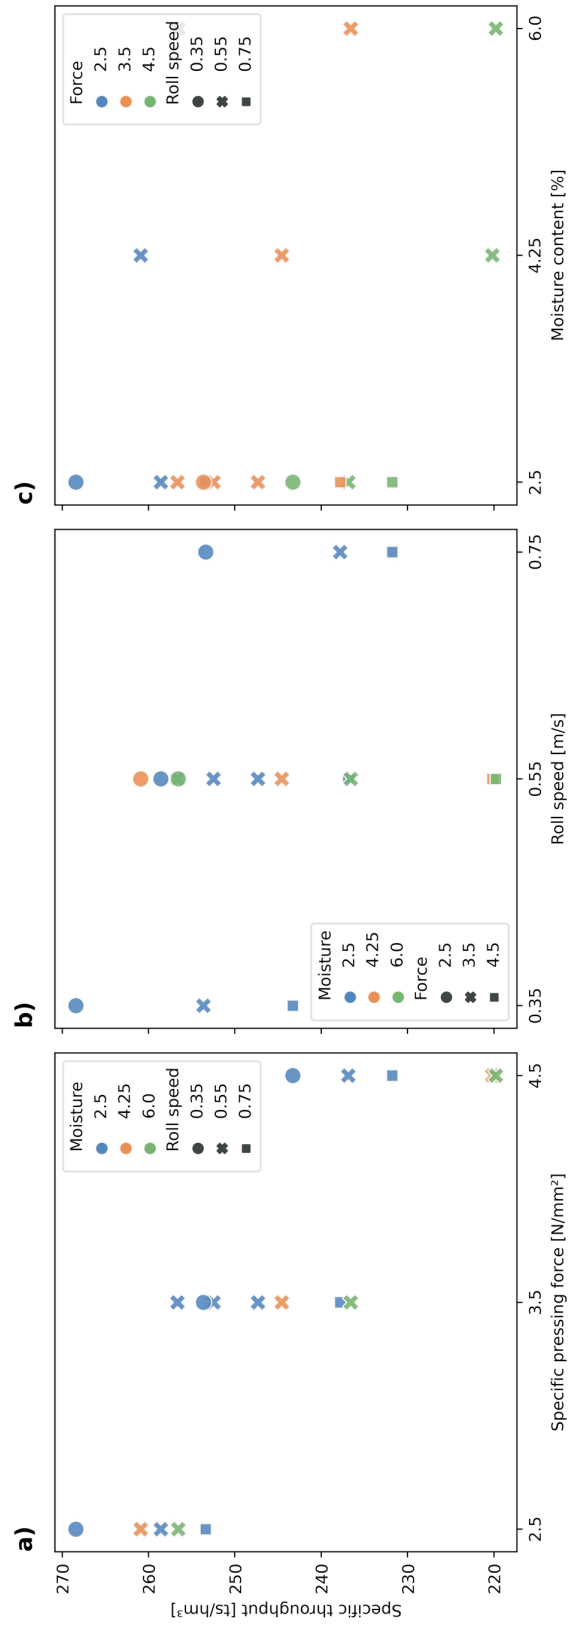 a)
Specific throughput [ts/hm³]
270
260
250
240
230
220
Moisture
2.5
4.25
6.0
Roll speed
0.35
0.55
0.75
2.5
3.5
4.5
Specific pressing force [N/mm²]
b)
Moisture
2.5
4.25
6.0
Force
2.5
3.5
4.5
0.35
0.55
0.75
Roll speed [m/s]
c)
Force
2.5
3.5
4.5
Roll speed
0.35
0.55
0.75
2.5
4.25
6.0
Moisture content [%]